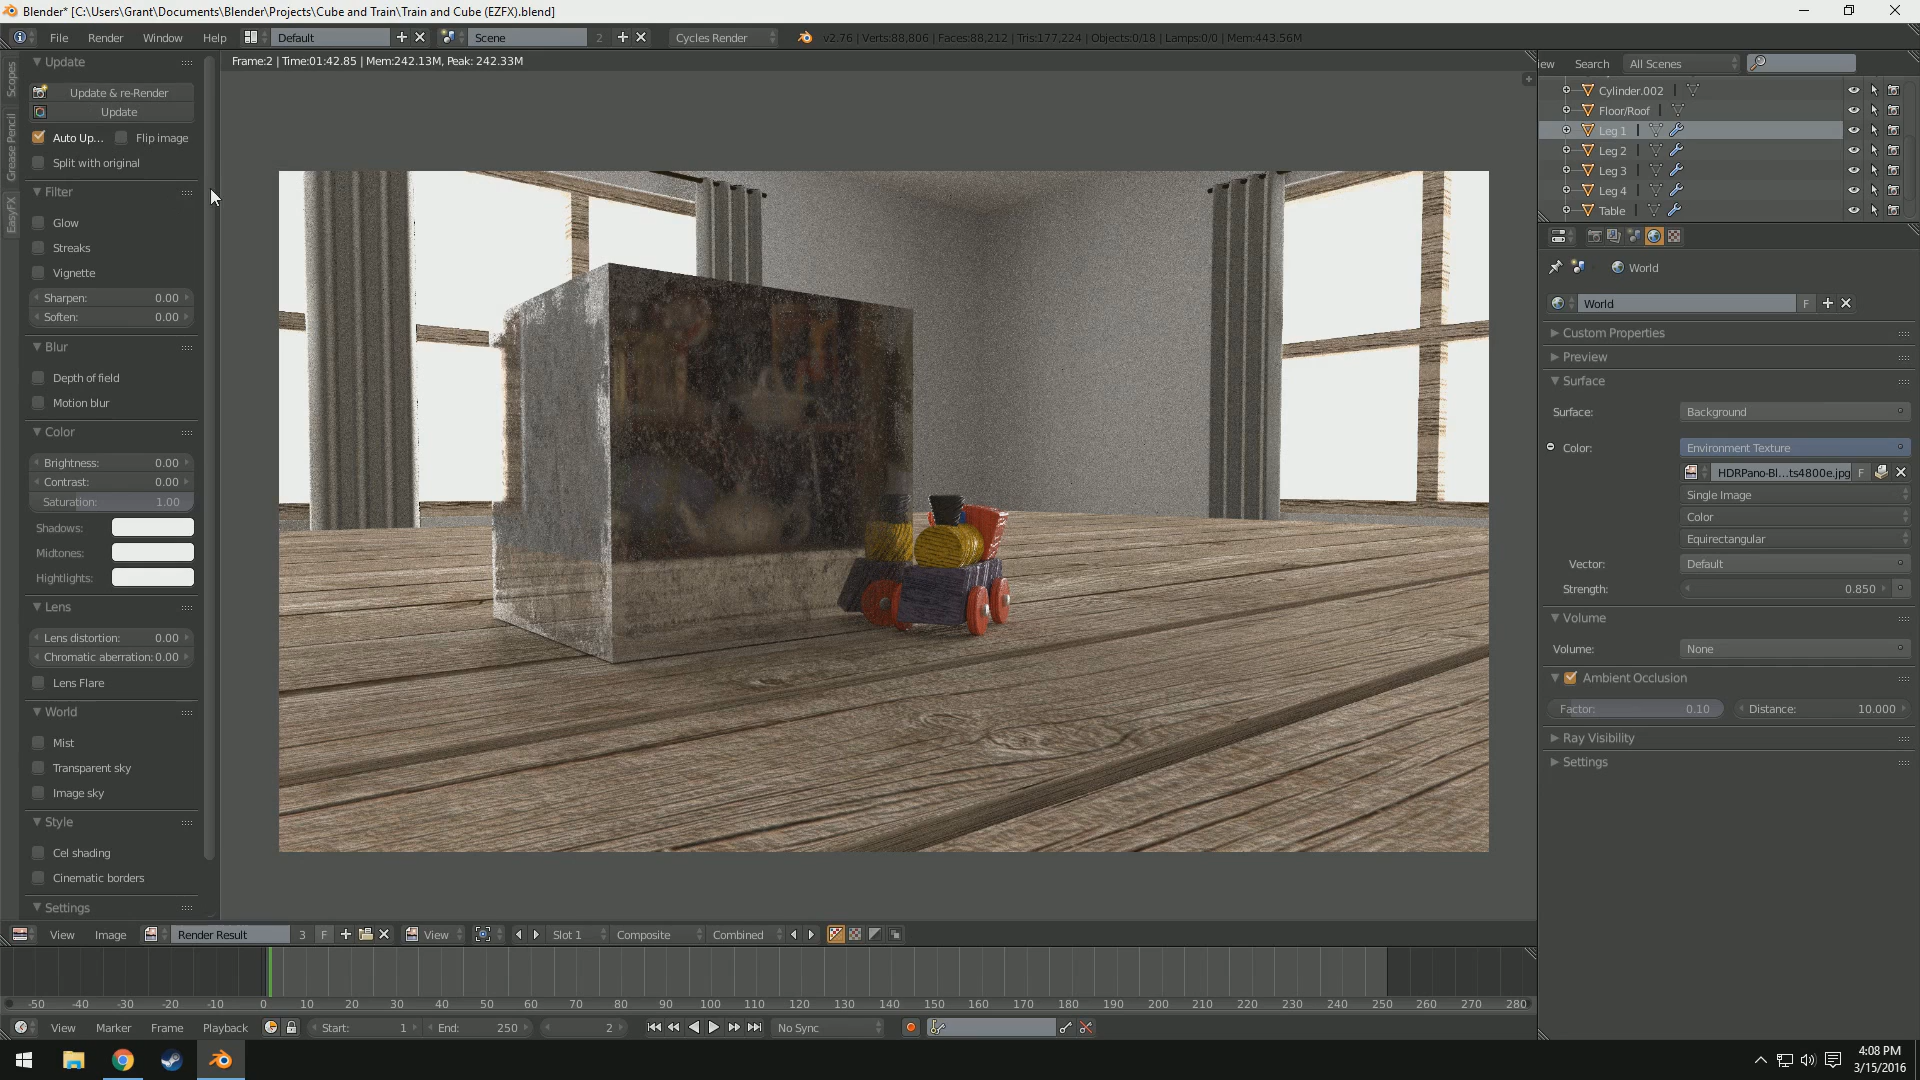 Blender* [C:\Users\Grant\Documents\Blender\Projects\Cube and Train\Train and Cube (EZFX).blend]
File Render Window Help Default Scene 2 Cycles Render v2.76 | Verts:88,806 | Faces:88,212 | Tris:177,224 | Objects:0/18 | Lamps:0/0 | Mem:443.56M
Frame:2 | Time:01:42.85 | Mem:242.13M, Peak: 242.33M
Scopes
Grease Pencil
EasyFX
Update
Update & re-Render
Update
Auto Up... Flip image
Split with original
Filter
Glow
Streaks
Vignette
Sharpen: 0.00
Soften: 0.00
Blur
Depth of field
Motion blur
Color
Brightness: 0.00
Contrast: 0.00
Saturation: 1.00
Shadows:
Midtones:
Hightlights:
Lens
Lens distortion: 0.00
Chromatic aberration: 0.00
Lens Flare
World
Mist
Transparent sky
Image sky
Style
Cel shading
Cinematic borders
Settings
iew Search All Scenes
Cylinder.002
Floor/Roof
Leg 1
Leg 2
Leg 3
Leg 4
Table
World
World F
Custom Properties
Preview
Surface
Surface: Background
Color: Environment Texture
HDRPano-Bl...ts4800e.jpg F
Single Image
Color
Equirectangular
Vector: Default
Strength: 0.850
Volume
Volume: None
Ambient Occlusion
Factor: 0.10 Distance: 10.000
Ray Visibility
Settings
View Image Render Result 3 F View Slot 1 Composite Combined
-50 -40 -30 -20 -10 0 10 20 30 40 50 60 70 80 90 100 110 120 130 140 150 160 170 180 190 200 210 220 230 240 250 260 270 280
View Marker Frame Playback Start: 1 End: 250 2 No Sync
4:08 PM
3/15/2016